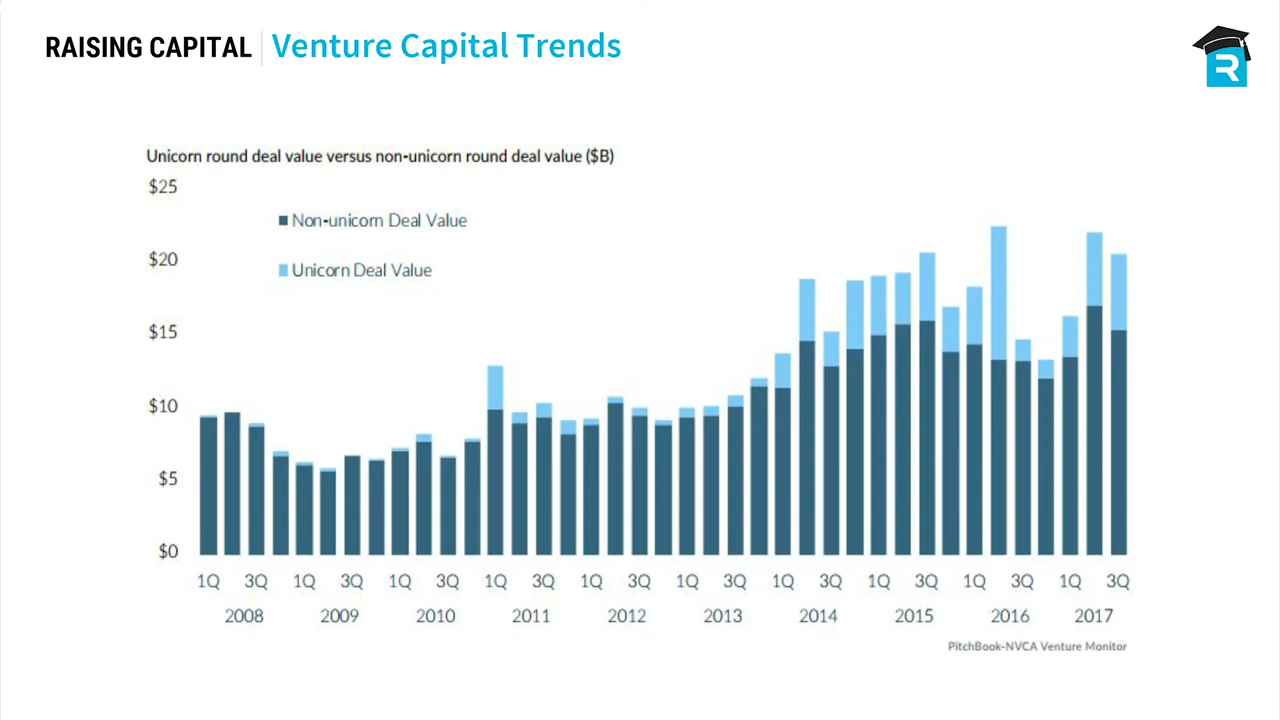 RAISING CAPITAL Venture Capital Trends
R
Unicorn round deal value versus non-unicorn round deal value ($B)
$25
Non-unicorn Deal Value
$20
Unicorn Deal Value
$15
$10
$5
$0
1Q 3Q 1Q 3Q 1Q 3Q 1Q 3Q 1Q 3Q 1Q 3Q 1Q 3Q 1Q 3Q 1Q 3Q 1Q 3Q
2008 2009 2010 2011 2012 2013 2014 2015 2016 2017
PitchBook-NVCA Venture Monitor